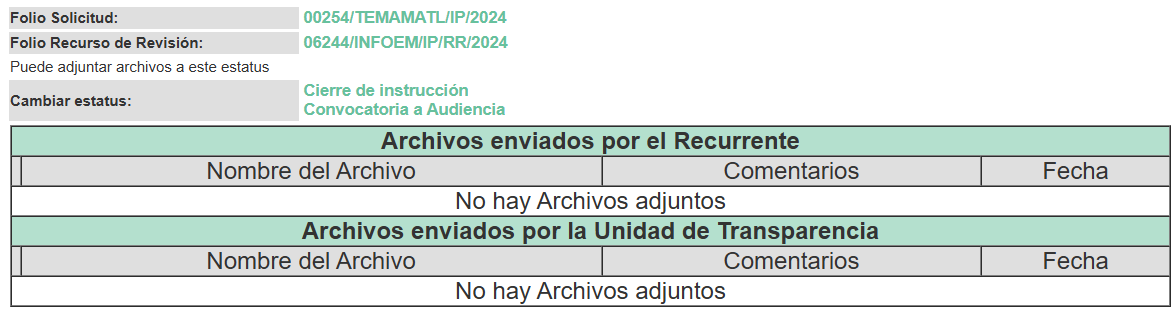 Folio Solicitud: 00254/TEMAMATL/IP/2024
Folio Recurso de Revisión: 06244/INFOEM/IP/RR/2024
Puede adjuntar archivos a este estatus
Cambiar estatus: Cierre de instrucción
Convocatoria a Audiencia
Archivos enviados por el Recurrente
Nombre del Archivo Comentarios Fecha
No hay Archivos adjuntos
Archivos enviados por la Unidad de Transparencia
Nombre del Archivo Comentarios Fecha
No hay Archivos adjuntos